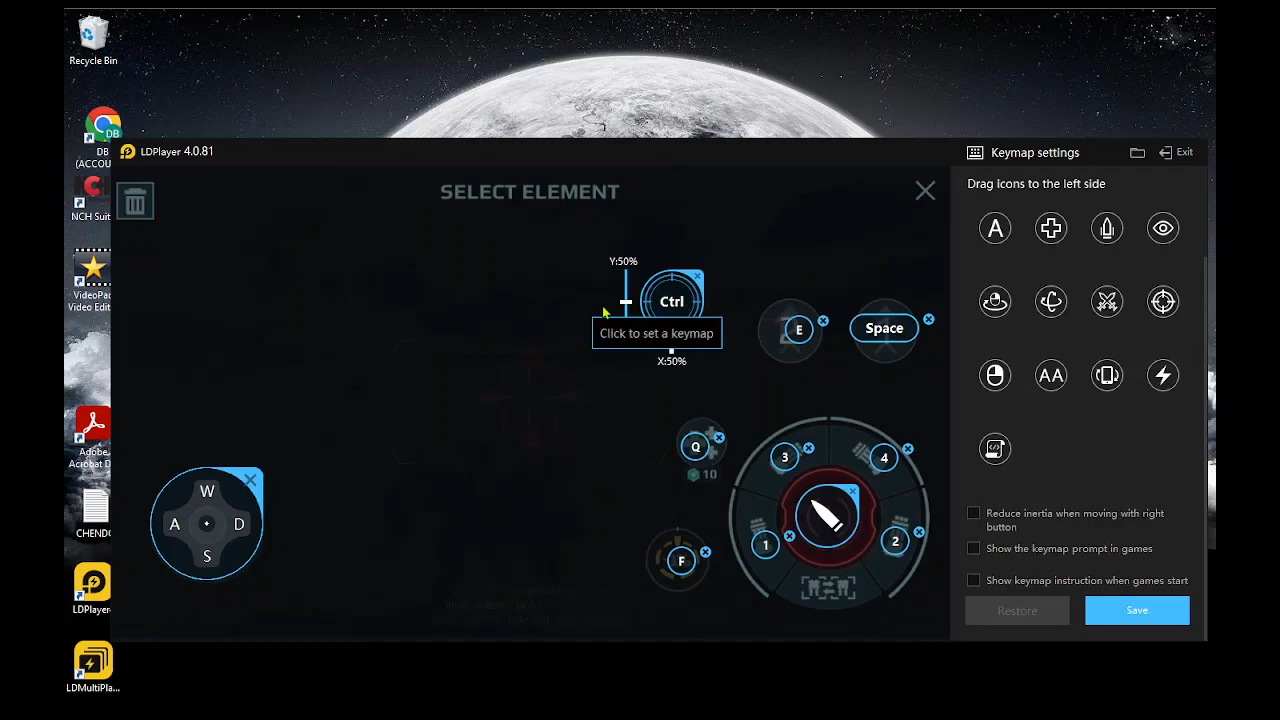 Recycle Bin
DB
DB
(ACCOU
NCH Suit
VideoPad
Video Edit
Adobe
Acrobat D
CHENDO
LDPlayer
LDMultiPla...
LDPlayer 4.0.81
SELECT ELEMENT
Y:50%
Ctrl
Click to set a keymap
X:50%
E
Space
Q
10
3
4
1
2
F
W
A
D
S
Keymap settings
Exit
Drag icons to the left side
A
AA
Reduce inertia when moving with right
button
Show the keymap prompt in games
Show keymap instruction when games start
Restore
Save